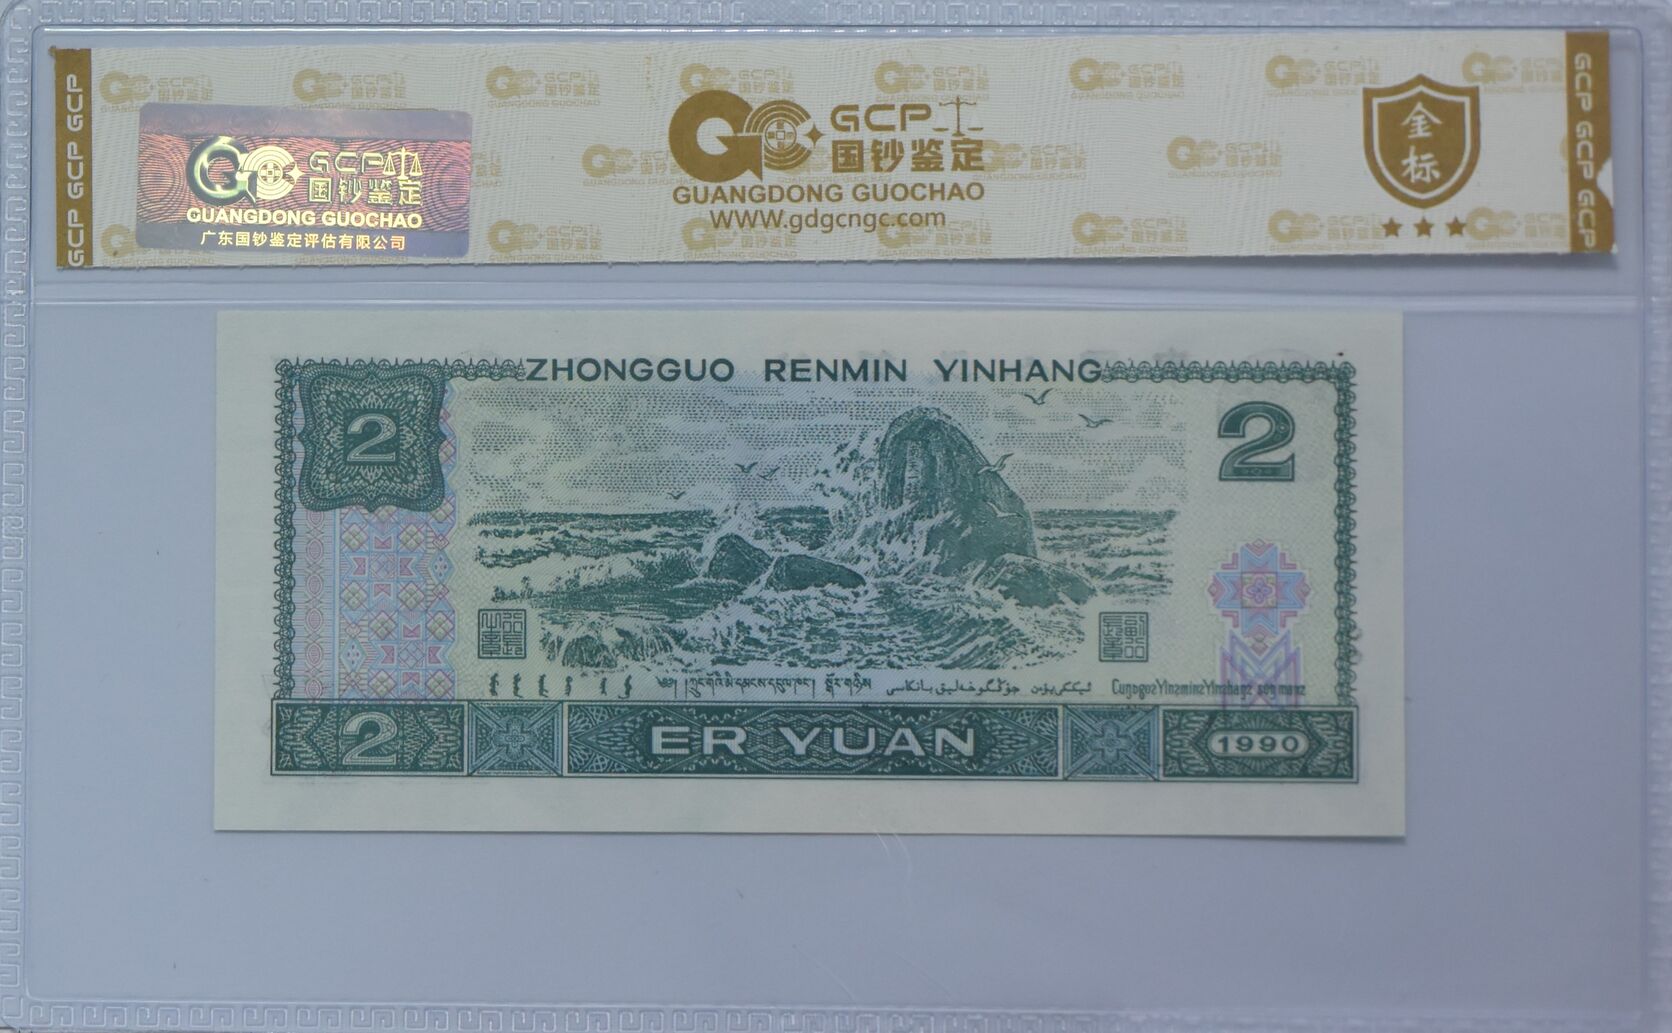 GCP GCP GCP
GCP
国钞鉴定
GUANGDONG GUOCHAO
广东国钞鉴定评估有限公司
GCP
国钞鉴定
GUANGDONG GUOCHAO
WWW.gdgcngc.com
金标
GCP GCP GCP
ZHONGGUO RENMIN YINHANG
2
2
2
ER YUAN
1990